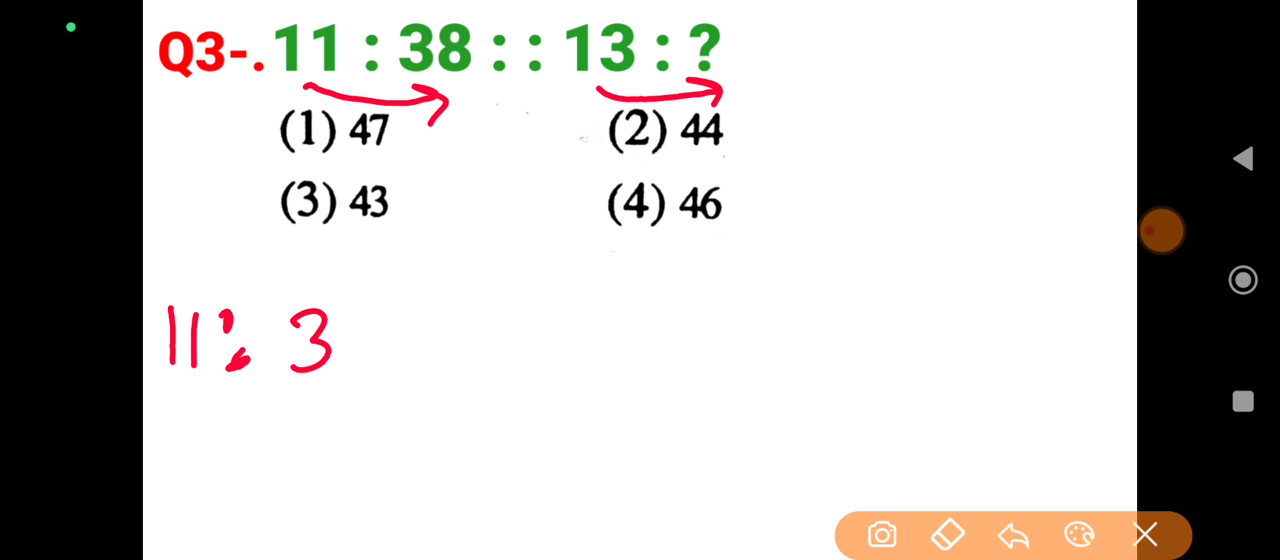 Q3-. 11 : 38 : : 13 : ?
(1) 47 (2) 44
(3) 43 (4) 46
11 : 3